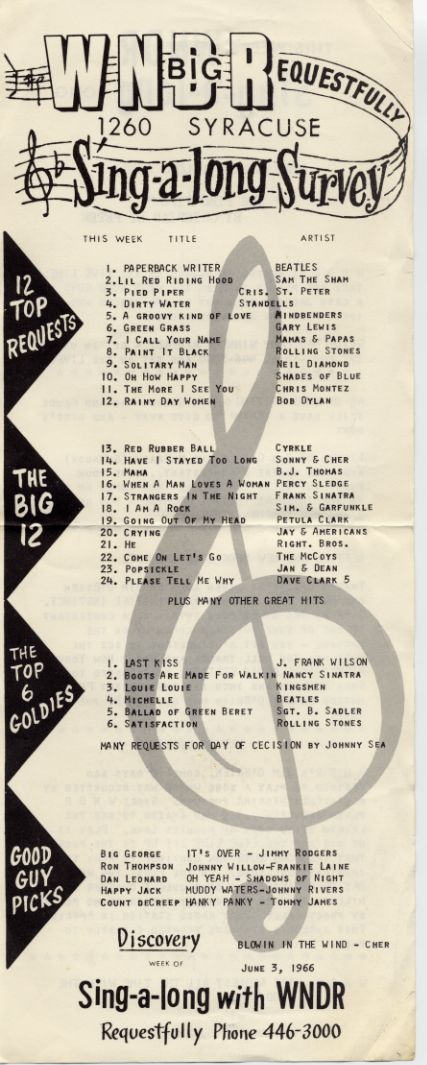 WNDR BIG REQUESTFULLY
1260 SYRACUSE
Sing-a-long Survey
THIS WEEK TITLE ARTIST
12 TOP REQUESTS
1. PAPERBACK WRITER BEATLES
2. LIL RED RIDING HOOD SAM THE SHAM
3. PIED PIPER CRIS. ST. PETER
4. DIRTY WATER STANDELLS
5. A GROOVY KIND OF LOVE MINDBENDERS
6. GREEN GRASS GARY LEWIS
7. I CALL YOUR NAME MAMAS & PAPAS
8. PAINT IT BLACK ROLLING STONES
9. SOLITARY MAN NEIL DIAMOND
10. OH HOW HAPPY SHADES OF BLUE
11. THE MORE I SEE YOU CHRIS MONTEZ
12. RAINY DAY WOMEN BOB DYLAN
THE BIG 12
13. RED RUBBER BALL CYRKLE
14. HAVE I STAYED TOO LONG SONNY & CHER
15. MAMA B.J. THOMAS
16. WHEN A MAN LOVES A WOMAN PERCY SLEDGE
17. STRANGERS IN THE NIGHT FRANK SINATRA
18. I AM A ROCK SIM. & GARFUNKLE
19. GOING OUT OF MY HEAD PETULA CLARK
20. CRYING JAY & AMERICANS
21. HE RIGHT. BROS.
22. COME ON LET'S GO THE MCCOYS
23. POPSICKLE JAN & DEAN
24. PLEASE TELL ME WHY DAVE CLARK 5
PLUS MANY OTHER GREAT HITS
THE TOP 6 GOLDIES
1. LAST KISS J. FRANK WILSON
2. BOOTS ARE MADE FOR WALKIN NANCY SINATRA
3. LOUIE LOUIE KINGSMEN
4. MICHELLE BEATLES
5. BALLAD OF GREEN BERET SGT. B. SADLER
6. SATISFACTION ROLLING STONES
MANY REQUESTS FOR DAY OF CECISION BY JOHNNY SEA
GOOD GUY PICKS
BIG GEORGE IT'S OVER - JIMMY RODGERS
RON THOMPSON JOHNNY WILLOW-FRANKIE LAINE
DAN LEONARD OH YEAH - SHADOWS OF NIGHT
HAPPY JACK MUDDY WATERS-JOHNNY RIVERS
COUNT DECREEP HANKY PANKY - TOMMY JAMES
Discovery BLOWIN IN THE WIND - CHER
WEEK OF JUNE 3, 1966
Sing-a-long with WNDR
Requestfully Phone 446-3000